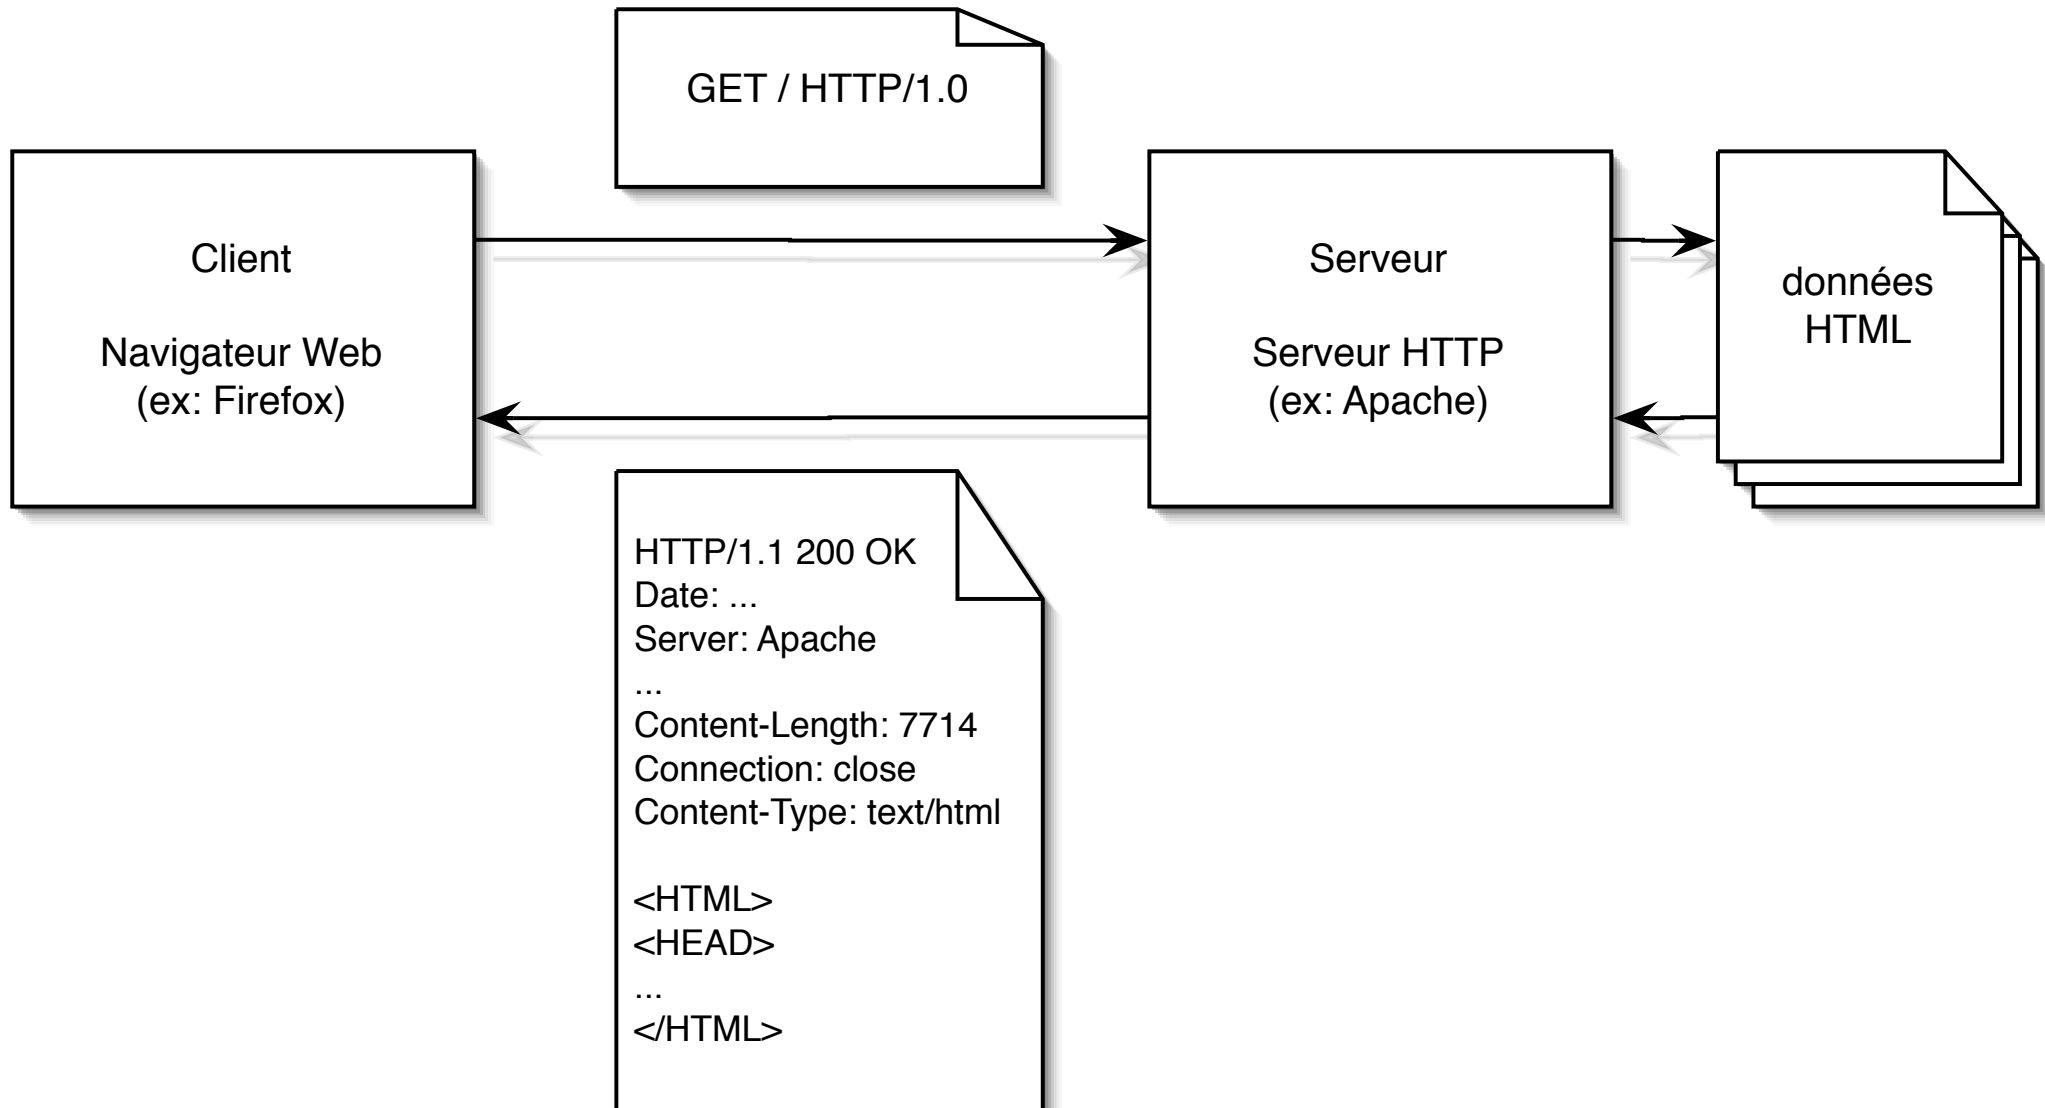 GET / HTTP/1.0
Client
Navigateur Web
(ex: Firefox)
Serveur
Serveur HTTP
(ex: Apache)
données
HTML
HTTP/1.1 200 OK
Date: ...
Server: Apache
...
Content-Length: 7714
Connection: close
Content-Type: text/html
<HTML>
<HEAD>
...
</HTML>